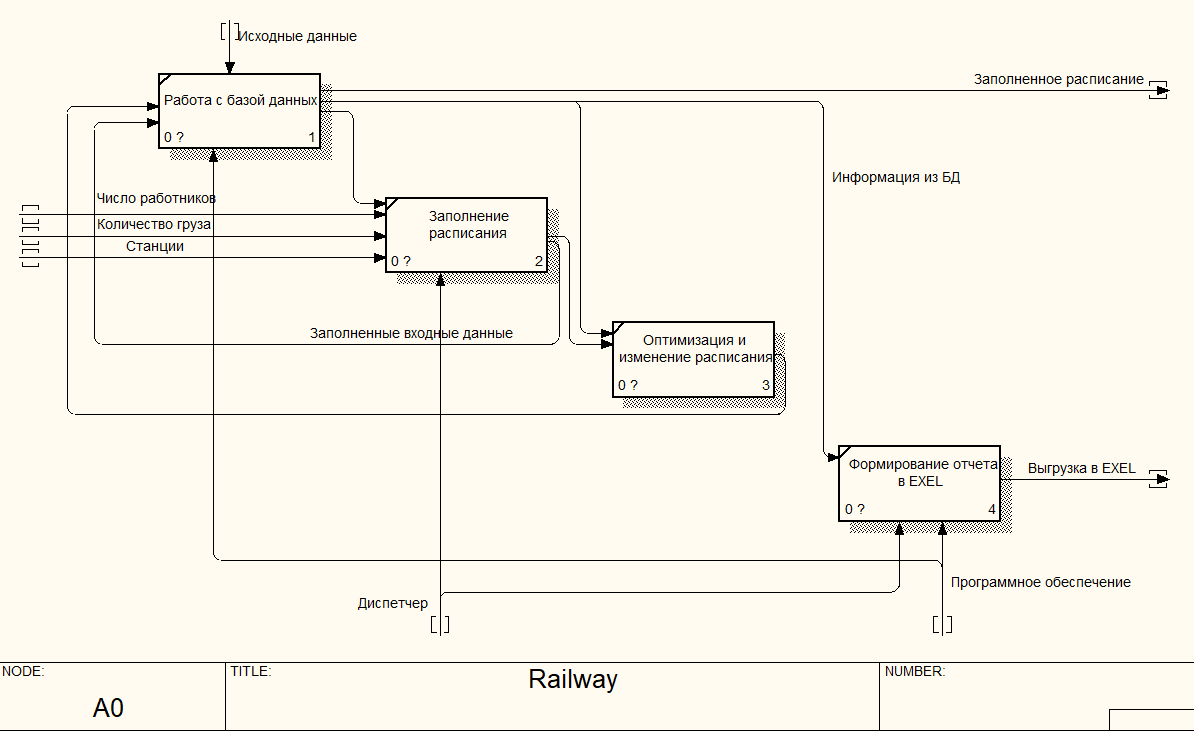 Исходные данные
Заполненное расписание
Работа с базой данных
0 ?
1
Информация из БД
Число работников
Количество груза
Станции
Заполнение
расписания
0 ?
2
Заполненные входные данные
Оптимизация и
изменение расписания
0 ?
3
Формирование отчета
в EXEL
0 ?
4
Выгрузка в EXEL
Программное обеспечение
Диспетчер
NODE:
A0
TITLE:
Railway
NUMBER: